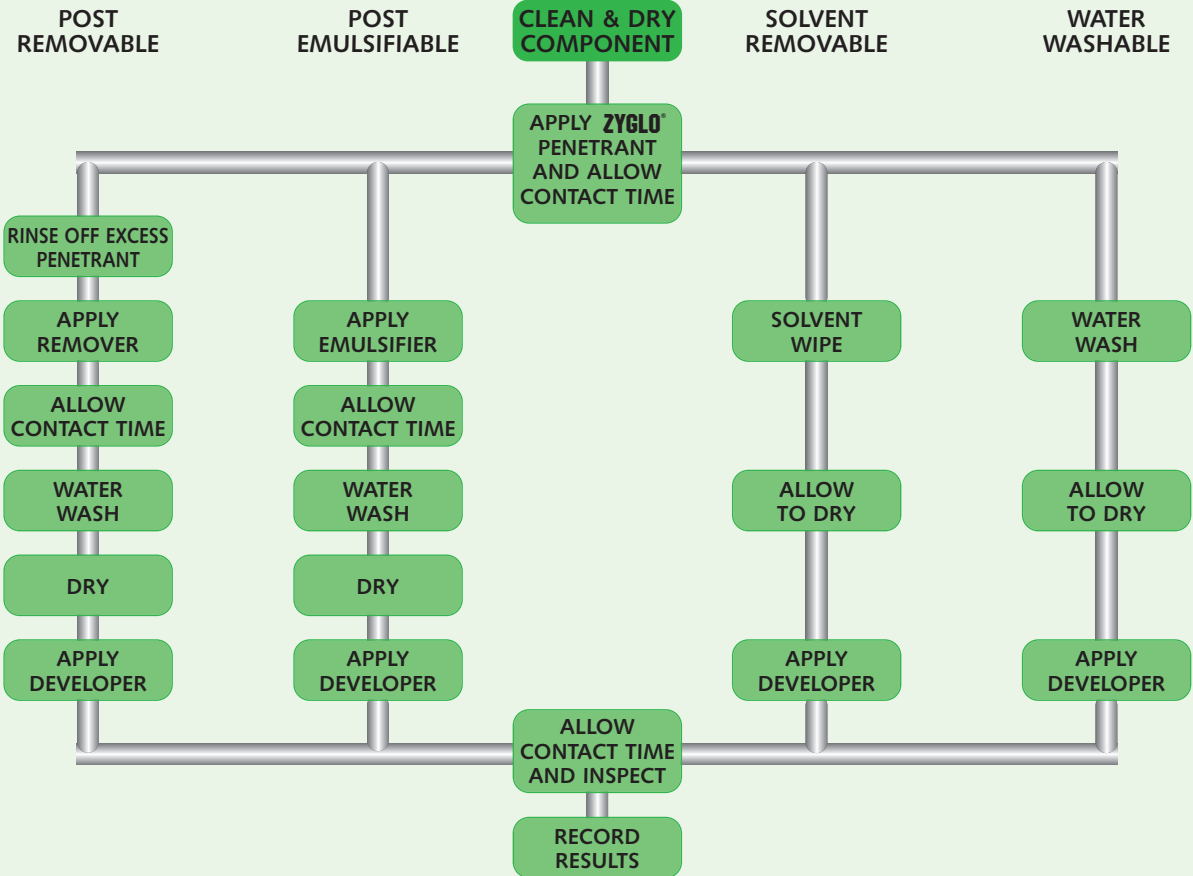 POST
REMOVABLE
POST
EMULSIFIABLE
CLEAN & DRY
COMPONENT
SOLVENT
REMOVABLE
WATER
WASHABLE
APPLY ZYGLO®
PENETRANT
AND ALLOW
CONTACT TIME
RINSE OFF EXCESS
PENETRANT
APPLY
REMOVER
ALLOW
CONTACT TIME
WATER
WASH
DRY
APPLY
DEVELOPER
APPLY
EMULSIFIER
ALLOW
CONTACT TIME
WATER
WASH
DRY
APPLY
DEVELOPER
SOLVENT
WIPE
ALLOW
TO DRY
APPLY
DEVELOPER
WATER
WASH
ALLOW
TO DRY
APPLY
DEVELOPER
ALLOW
CONTACT TIME
AND INSPECT
RECORD
RESULTS